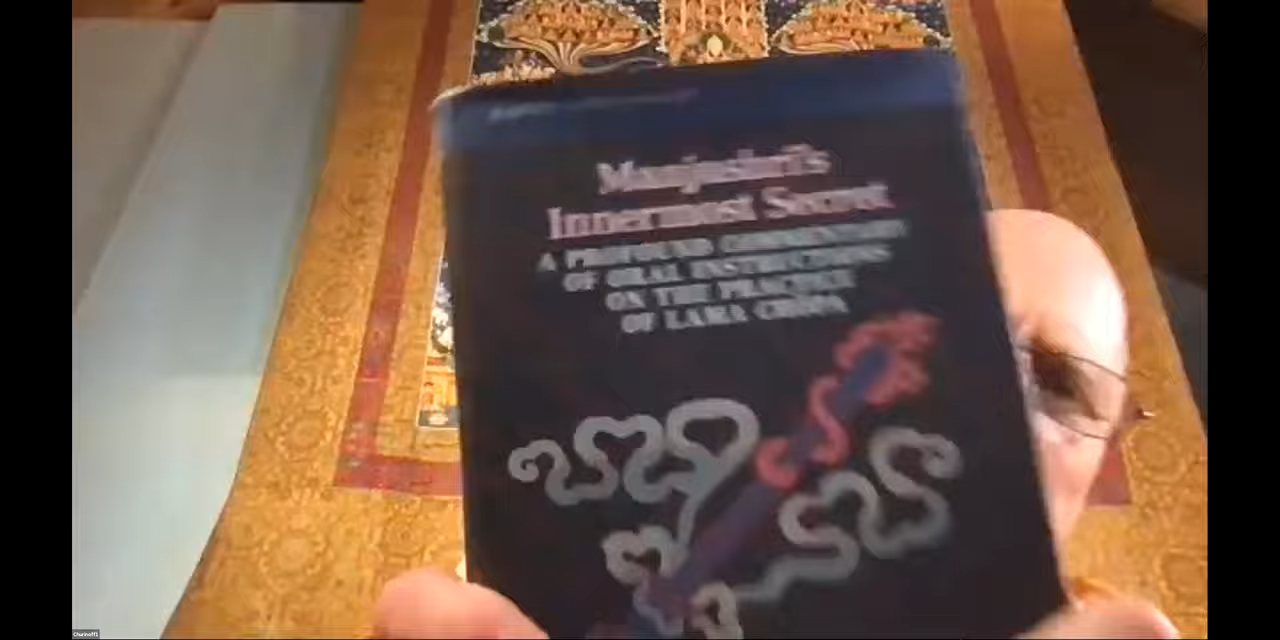 Manjushri's
Innermost Secret
A PROFOUND COMMENTARY
OF ORAL INSTRUCTIONS
ON THE PRACTICE
OF LAMA CHÖPA